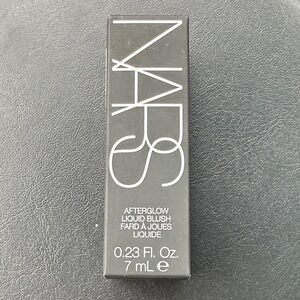 NARS
AFTERGLOW
LIQUID BLUSH
FARD À JOUES
LIQUIDE
0.23 Fl. Oz.
7 mL ℮